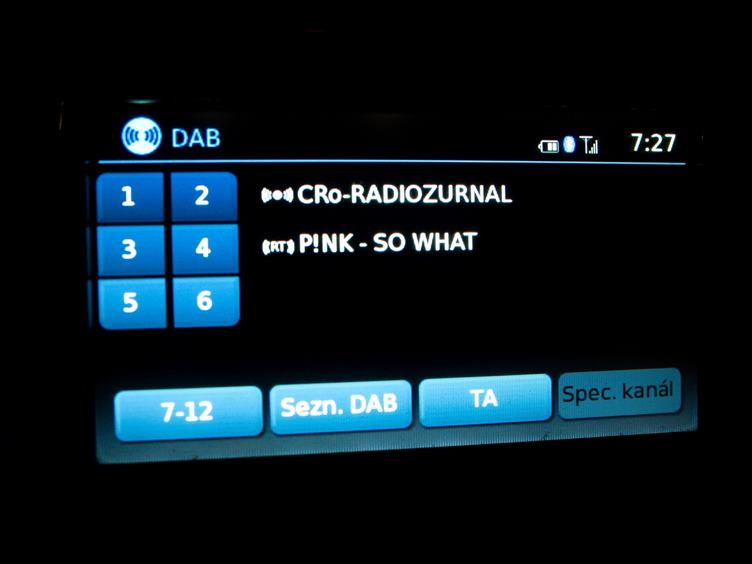 DAB 7:27
1 2 CRo-RADIOZURNAL
3 4 RT P!NK - SO WHAT
5 6
7-12 Sezn. DAB TA Spec. kanál